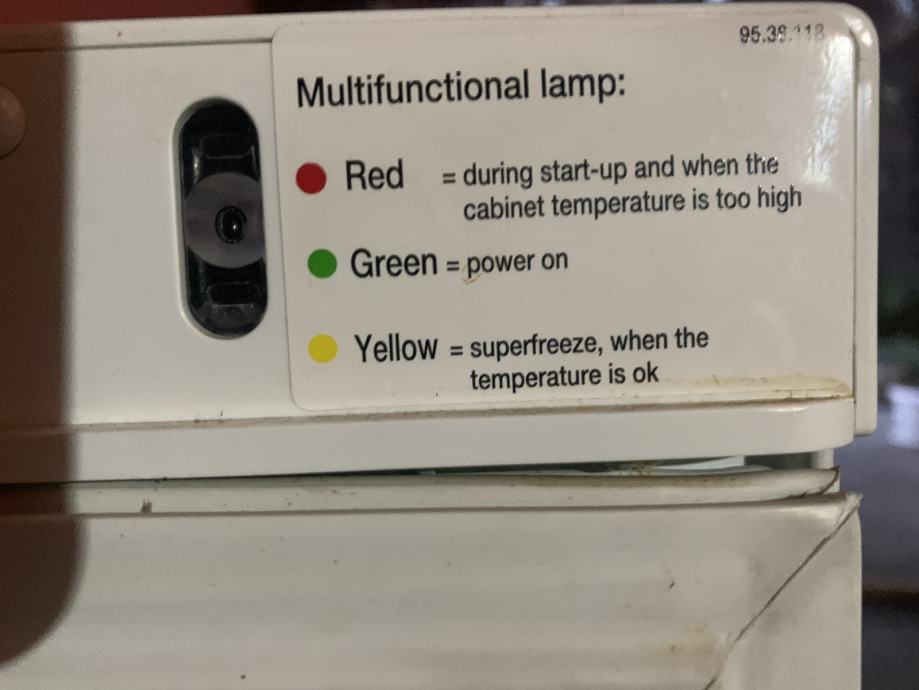 Multifunctional lamp:
Red = during start-up and when the
cabinet temperature is too high
Green = power on
Yellow = superfreeze, when the
temperature is ok